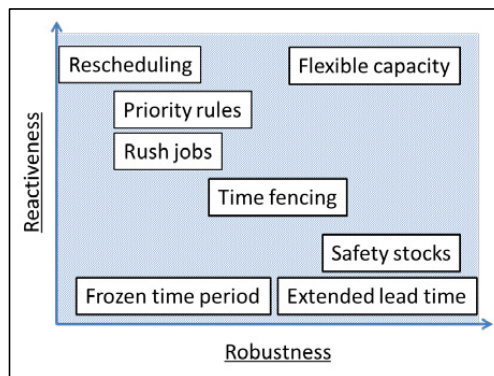 Rescheduling
Flexible capacity
Priority rules
Rush jobs
Time fencing
Safety stocks
Frozen time period
Extended lead time
Reactiveness
Robustness